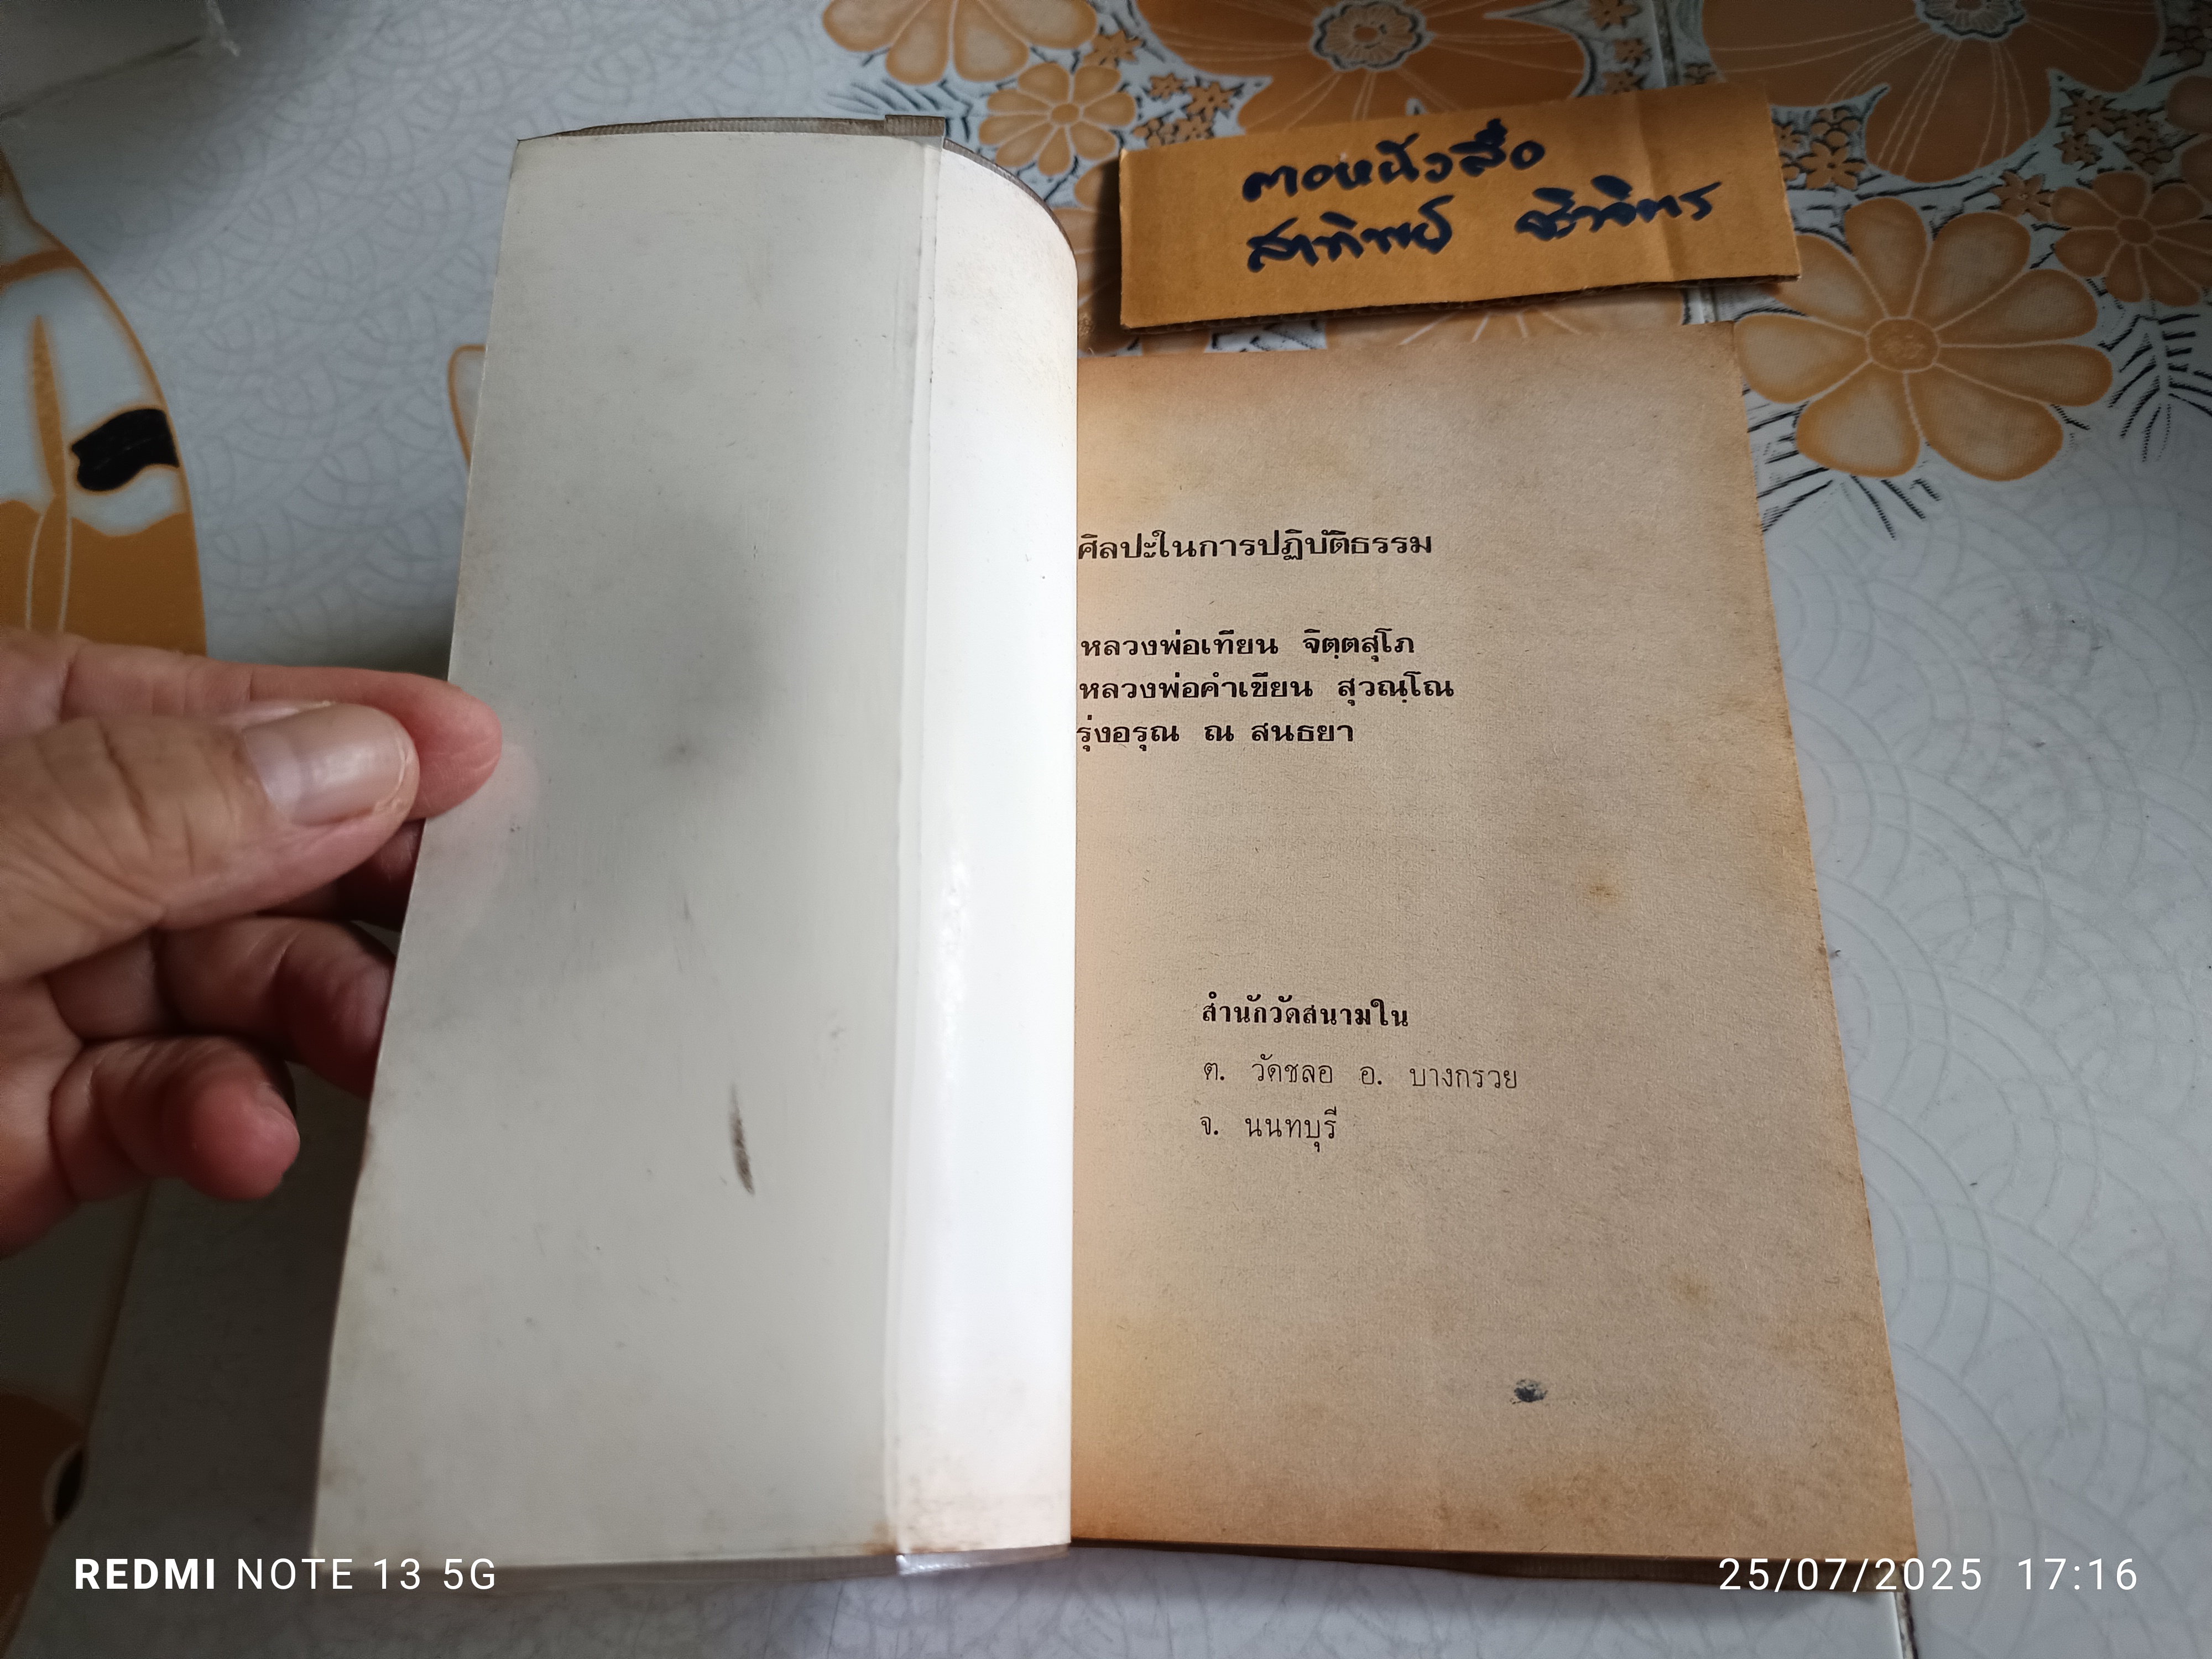 ตอหนังสือ
สาทิพย์
ศิลปะในการปฏิบัติธรรม
หลวงพ่อเทียน จิตฺตสุโภ
หลวงพ่อคำเขียน สุวณฺโณ
รุ่งอรุณ ณ สนธยา
สำนักวัดสนามใน
ต. วัดชลอ อ. บางกรวย
จ. นนทบุรี
REDMI NOTE 13 5G
25/07/2025 17:16